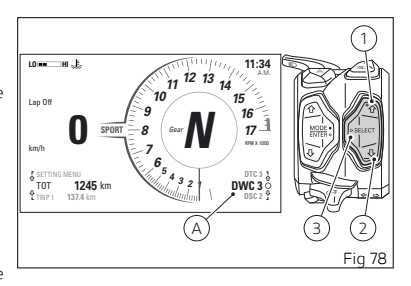 1
LO HI
11:34
A.M.
Lap Off
0
km/h
SPORT
1 2 3 4 5 6 7 8 9 10 11 12 13 14 15 16 17
RPM X 1000
Gear N
MODE
ENTER
SELECT
SETTING MENU
TOT 1245 km
TRIP 1 137.4 km
DTC 3
DWC 3
DSC 2
A
3
2
Fig 78